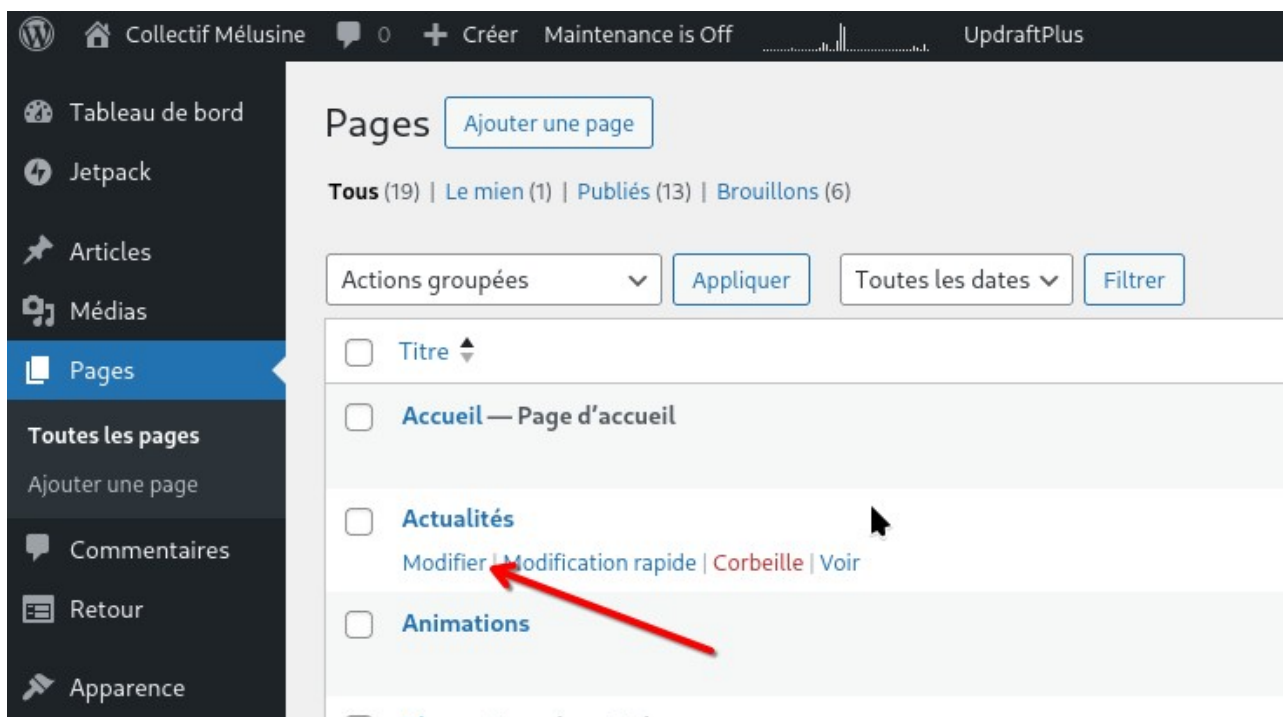 Collectif Mélusine 0 Créer Maintenance is Off UpdraftPlus
Tableau de bord
Jetpack
Articles
Médias
Pages
Toutes les pages
Ajouter une page
Commentaires
Retour
Apparence
Pages Ajouter une page
Tous (19) | Le mien (1) | Publiés (13) | Brouillons (6)
Actions groupées Appliquer Toutes les dates Filtrer
Titre
Accueil — Page d’accueil
Actualités
Modifier | Modification rapide | Corbeille | Voir
Animations